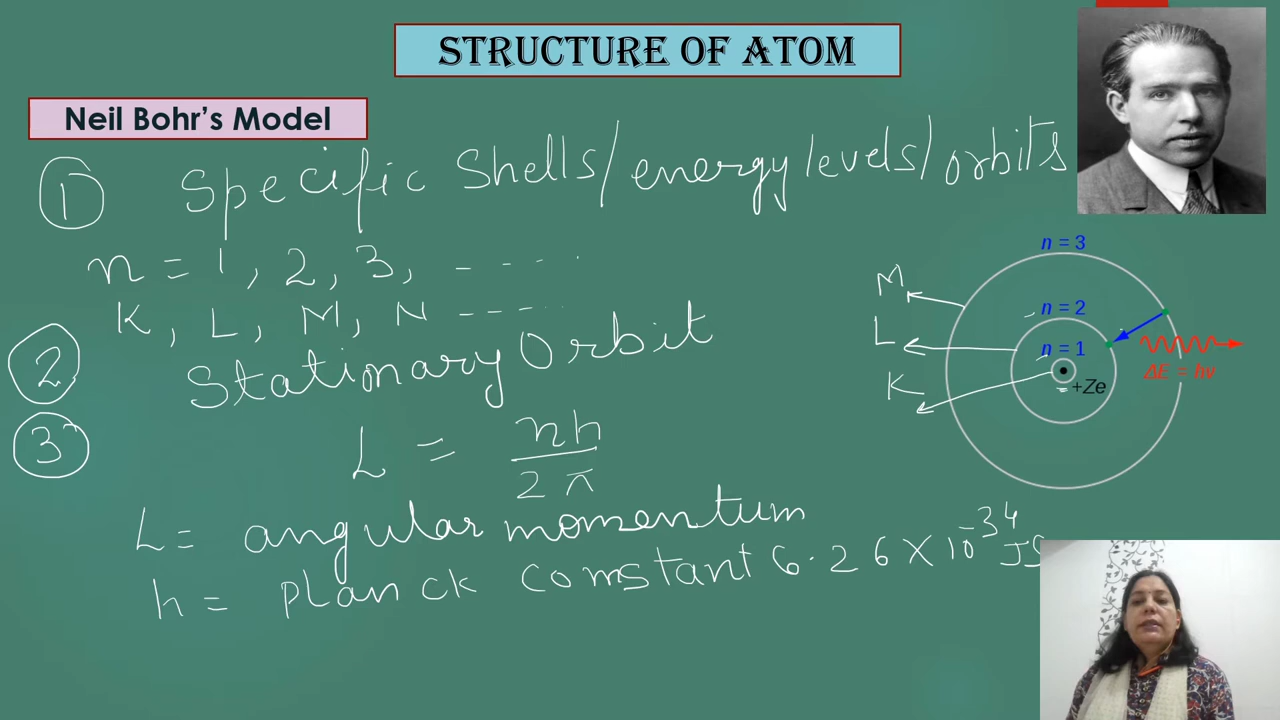 STRUCTURE OF ATOM
Neil Bohr's Model
① Specific Shells/energy levels/orbits
n = 1, 2, 3, - - - - -
K, L, M, N - - - - -
② Stationary Orbit
③ L = nh/2π
L = angular momentum
h = planck constant 6.26 X 10⁻³⁴ JS
n = 3
M
n = 2
L
n = 1
K
+Ze
ΔE = hν